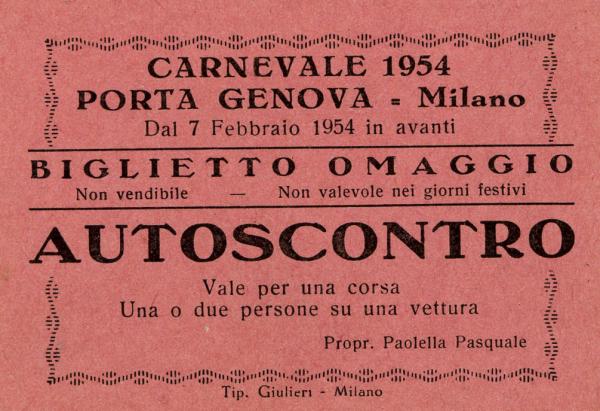 CARNEVALE 1954
PORTA GENOVA = Milano
Dal 7 Febbraio 1954 in avanti
BIGLIETTO OMAGGIO
Non vendibile — Non valevole nei giorni festivi
AUTOSCONTRO
Vale per una corsa
Una o due persone su una vettura
Propr. Paolella Pasquale
Tip. Giulieri - Milano